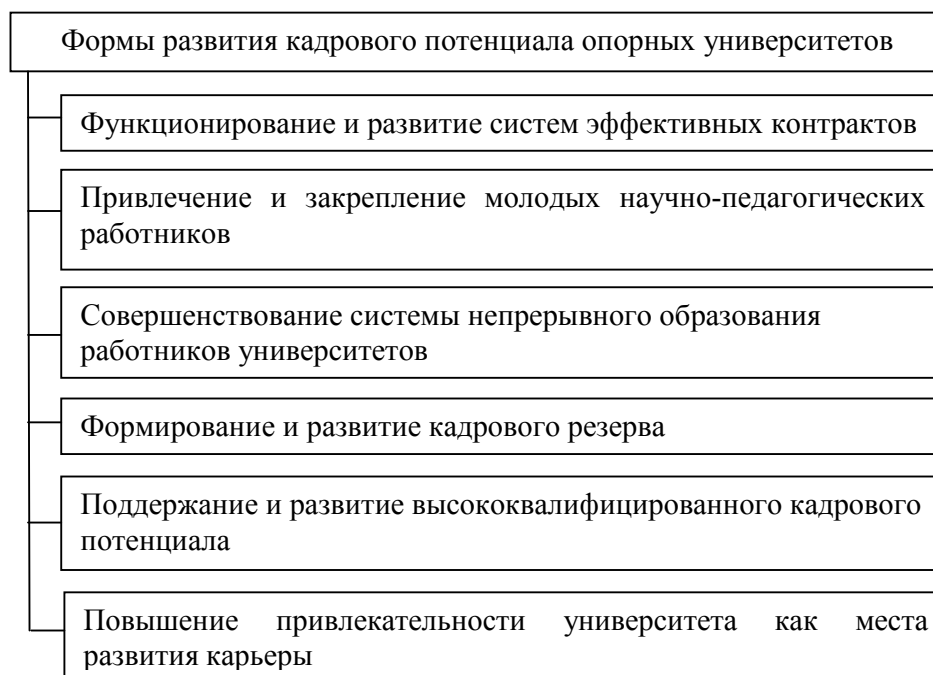 Формы развития кадрового потенциала опорных университетов
Функционирование и развитие систем эффективных контрактов
Привлечение и закрепление молодых научно-педагогических
работников
Совершенствование системы непрерывного образования
работников университетов
Формирование и развитие кадрового резерва
Поддержание и развитие высококвалифицированного кадрового
потенциала
Повышение привлекательности университета как места
развития карьеры